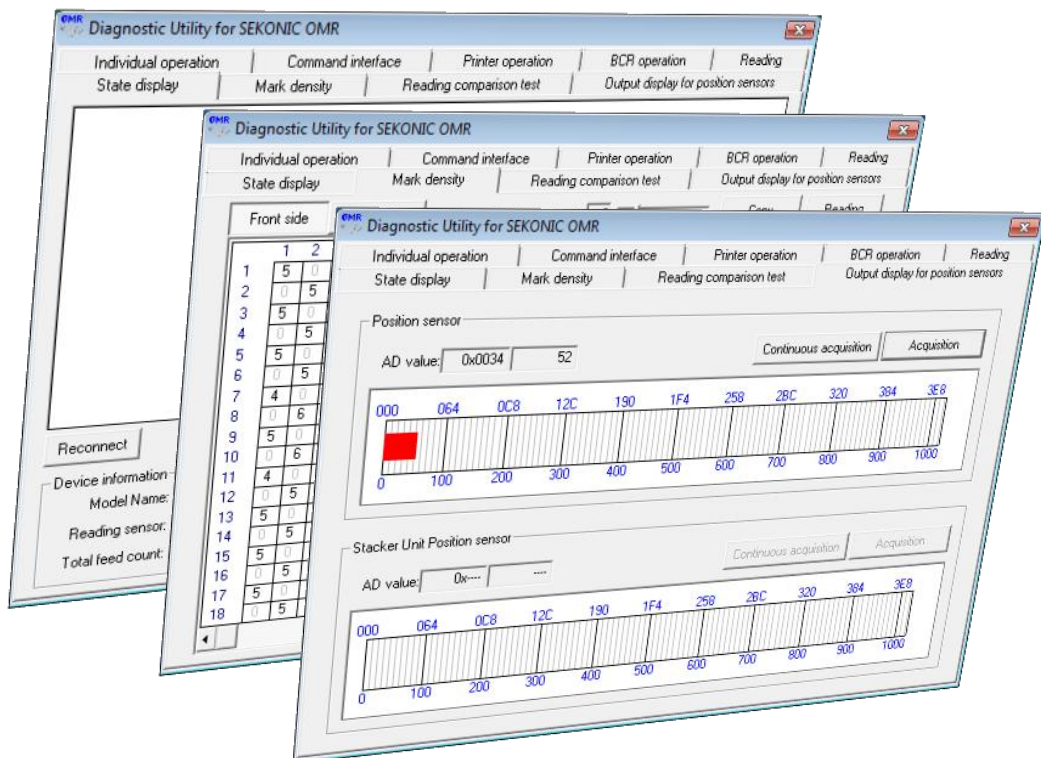 OMR Diagnostic Utility for SEKONIC OMR
Individual operation Command interface Printer operation BCR operation Reading
State display Mark density Reading comparison test Output display for position sensors
Reconnect
Device information
Model Name:
Reading sensor:
Total feed count:
OMR Diagnostic Utility for SEKONIC OMR
Individual operation Command interface Printer operation BCR operation Reading
State display Mark density Reading comparison test Output display for position sensors
Front side Copy Reading
1 2
1 5 0
2 0 5
3 5 0
4 0 5
5 5 0
6 0 5
7 4 0
8 0 6
9 5 0
10 0 6
11 4 0
12 0 5
13 5 0
14 0 5
15 5 0
16 0 5
17 5 0
18 0 5
OMR Diagnostic Utility for SEKONIC OMR
Individual operation Command interface Printer operation BCR operation Reading
State display Mark density Reading comparison test Output display for position sensors
Position sensor
AD value: 0x0034 52 Continuous acquisition Acquisition
000 064 0C8 12C 190 1F4 258 2BC 320 384 3E8
0 100 200 300 400 500 600 700 800 900 1000
Stacker Unit Position sensor
AD value: 0x---- ---- Continuous acquisition Acquisition
000 064 0C8 12C 190 1F4 258 2BC 320 384 3E8
0 100 200 300 400 500 600 700 800 900 1000